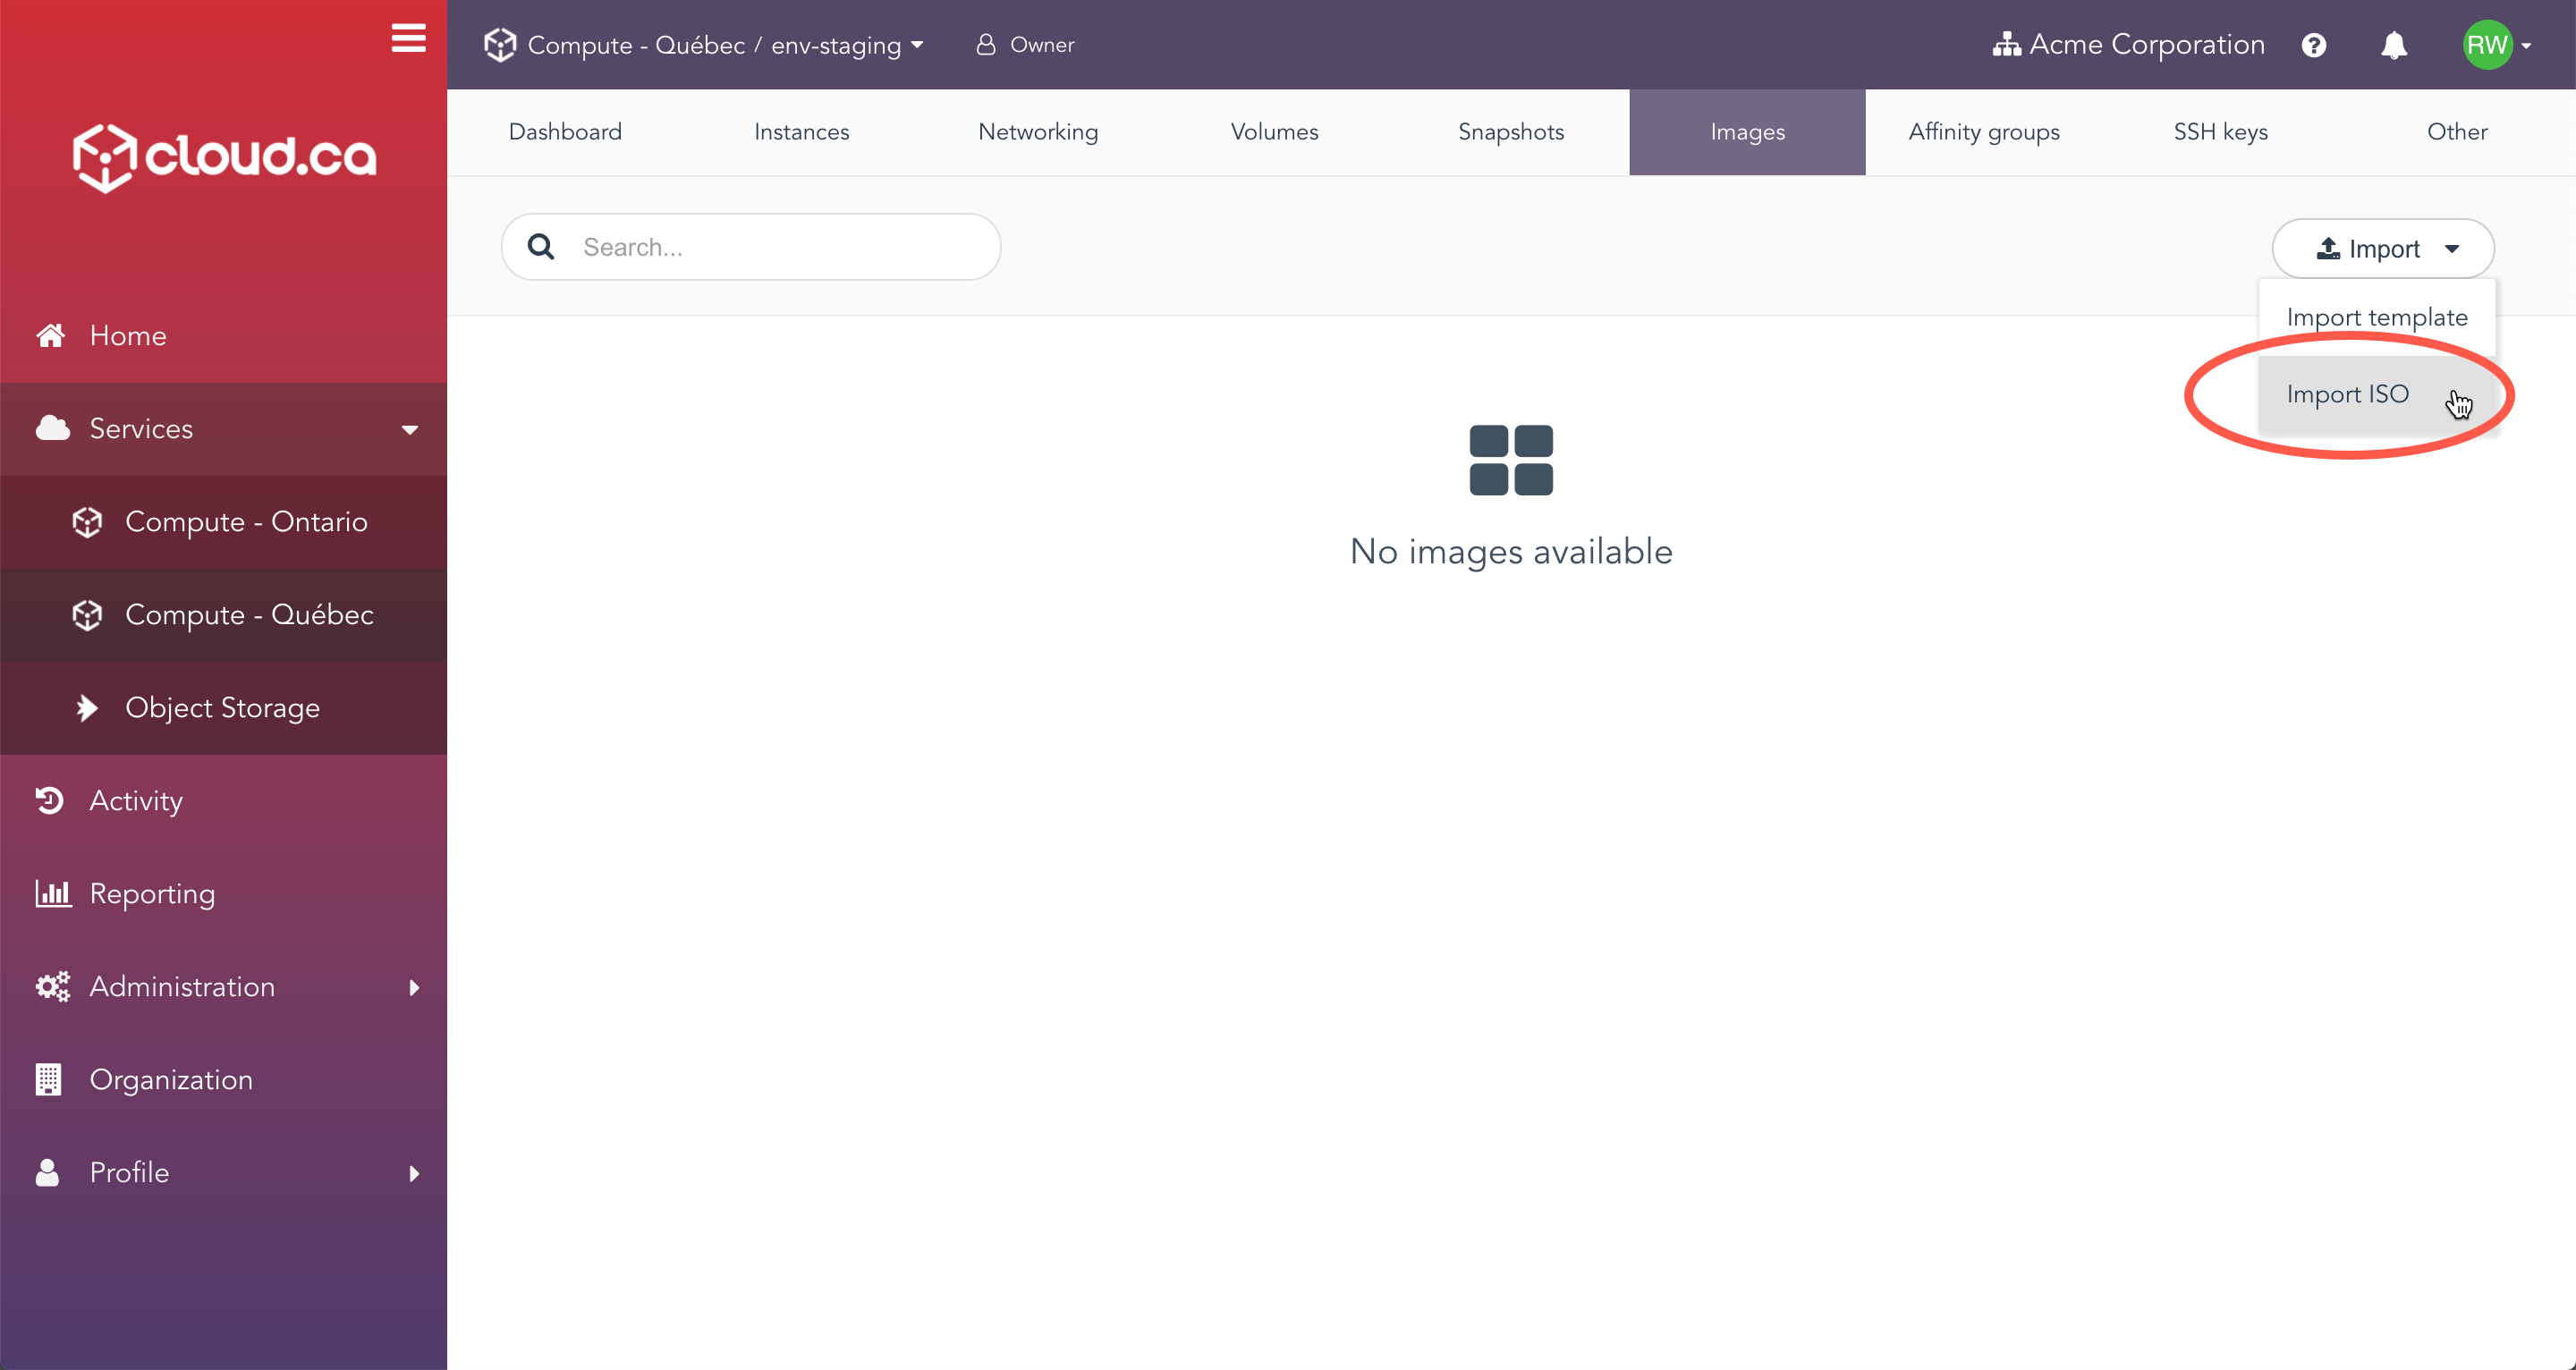 cloud.ca
Home
Services
Compute - Ontario
Compute - Québec
Object Storage
Activity
Reporting
Administration
Organization
Profile
Compute - Québec / env-staging Owner Acme Corporation RW
Dashboard Instances Networking Volumes Snapshots Images Affinity groups SSH keys Other
Search... Import
Import template
Import ISO
No images available